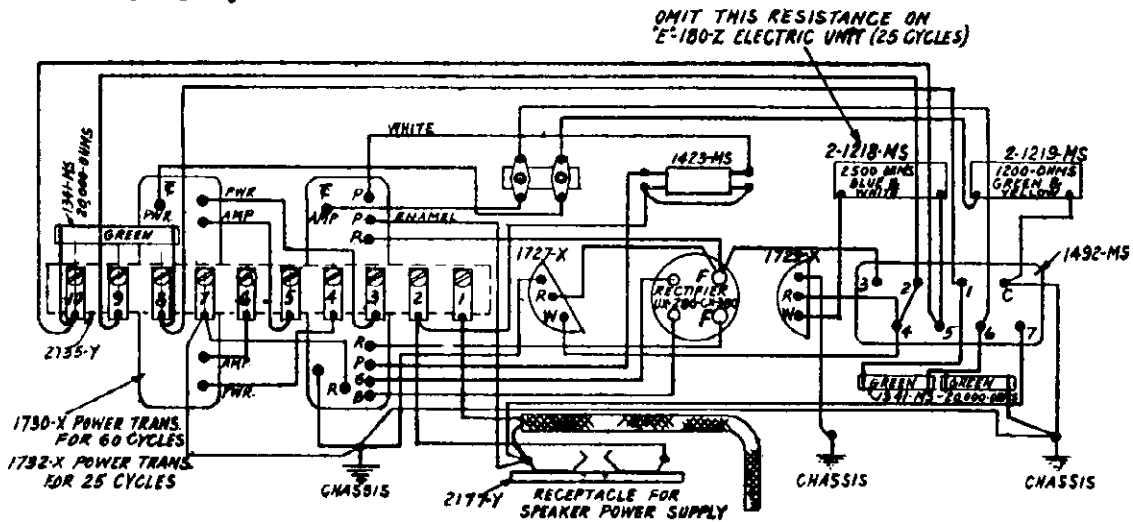 OMIT THIS RESISTANCE ON
"E"-180-Z ELECTRIC UNIT (25 CYCLES)
WHITE
1423-MS
2-1218-MS
2500 OHMS
BLUE &
WHITE
2-1219-MS
1200-OHMS
GREEN &
YELLOW
1341-MS
20,000-OHMS
GREEN
F
PWR.
PWR
AMP
F
AMP
P
P
ENAMEL
R
1727-X
R
W
F
RECTIFIER
F
R
W
1492-MS
3
2
1
C
4
5
6
7
10
9
8
7
6
5
4
3
2
1
2135-Y
AMP.
PWR.
R
R
P
G
B
GREEN
GREEN
1341-MS-20,000-OHMS
1730-X POWER TRANS.
FOR 60 CYCLES
1732-X POWER TRANS.
FOR 25 CYCLES
CHASSIS
2177-Y
RECEPTACLE FOR
SPEAKER POWER SUPPLY
CHASSIS
CHASSIS